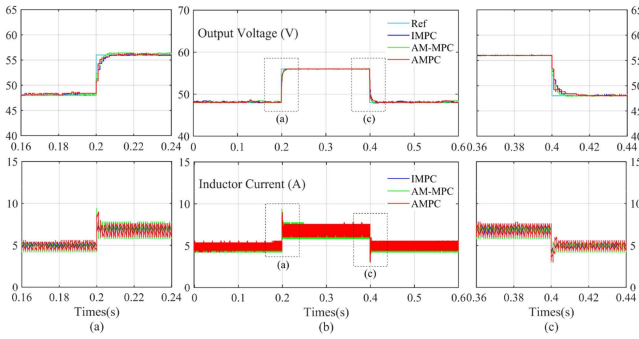 65
60
55
50
45
40
0.16 0.18 0.2 0.22 0.24
70
60
50
40
Output Voltage (V)
Ref
IMPC
AM-MPC
AMPC
(a)
(c)
0 0.1 0.2 0.3 0.4 0.5 0.6
65
60
55
50
45
40
0.36 0.38 0.40 0.42 0.44
15
10
5
0
0.16 0.18 0.2 0.22 0.24
Times(s)
(a)
15
10
5
0
Inductor Current (A)
IMPC
AM-MPC
AMPC
(a)
(c)
0 0.1 0.2 0.3 0.4 0.5 0.6
Times(s)
(b)
15
10
5
0
0.36 0.38 0.40 0.42 0.44
Times(s)
(c)